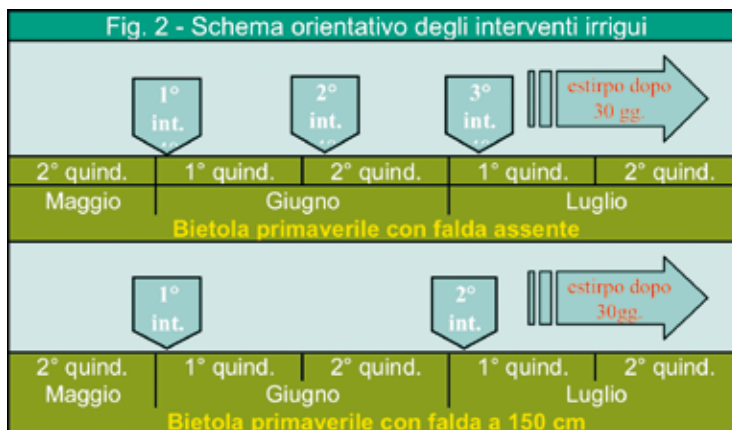 Fig. 2 - Schema orientativo degli interventi irrigui
1° int.
2° int.
3° int.
estirpo dopo
30 gg.
2° quind. 1° quind. 2° quind. 1° quind. 2° quind.
Maggio Giugno Luglio
Bietola primaverile con falda assente
1° int.
2° int.
estirpo dopo
30gg.
2° quind. 1° quind. 2° quind. 1° quind. 2° quind.
Maggio Giugno Luglio
Bietola primaverile con falda a 150 cm